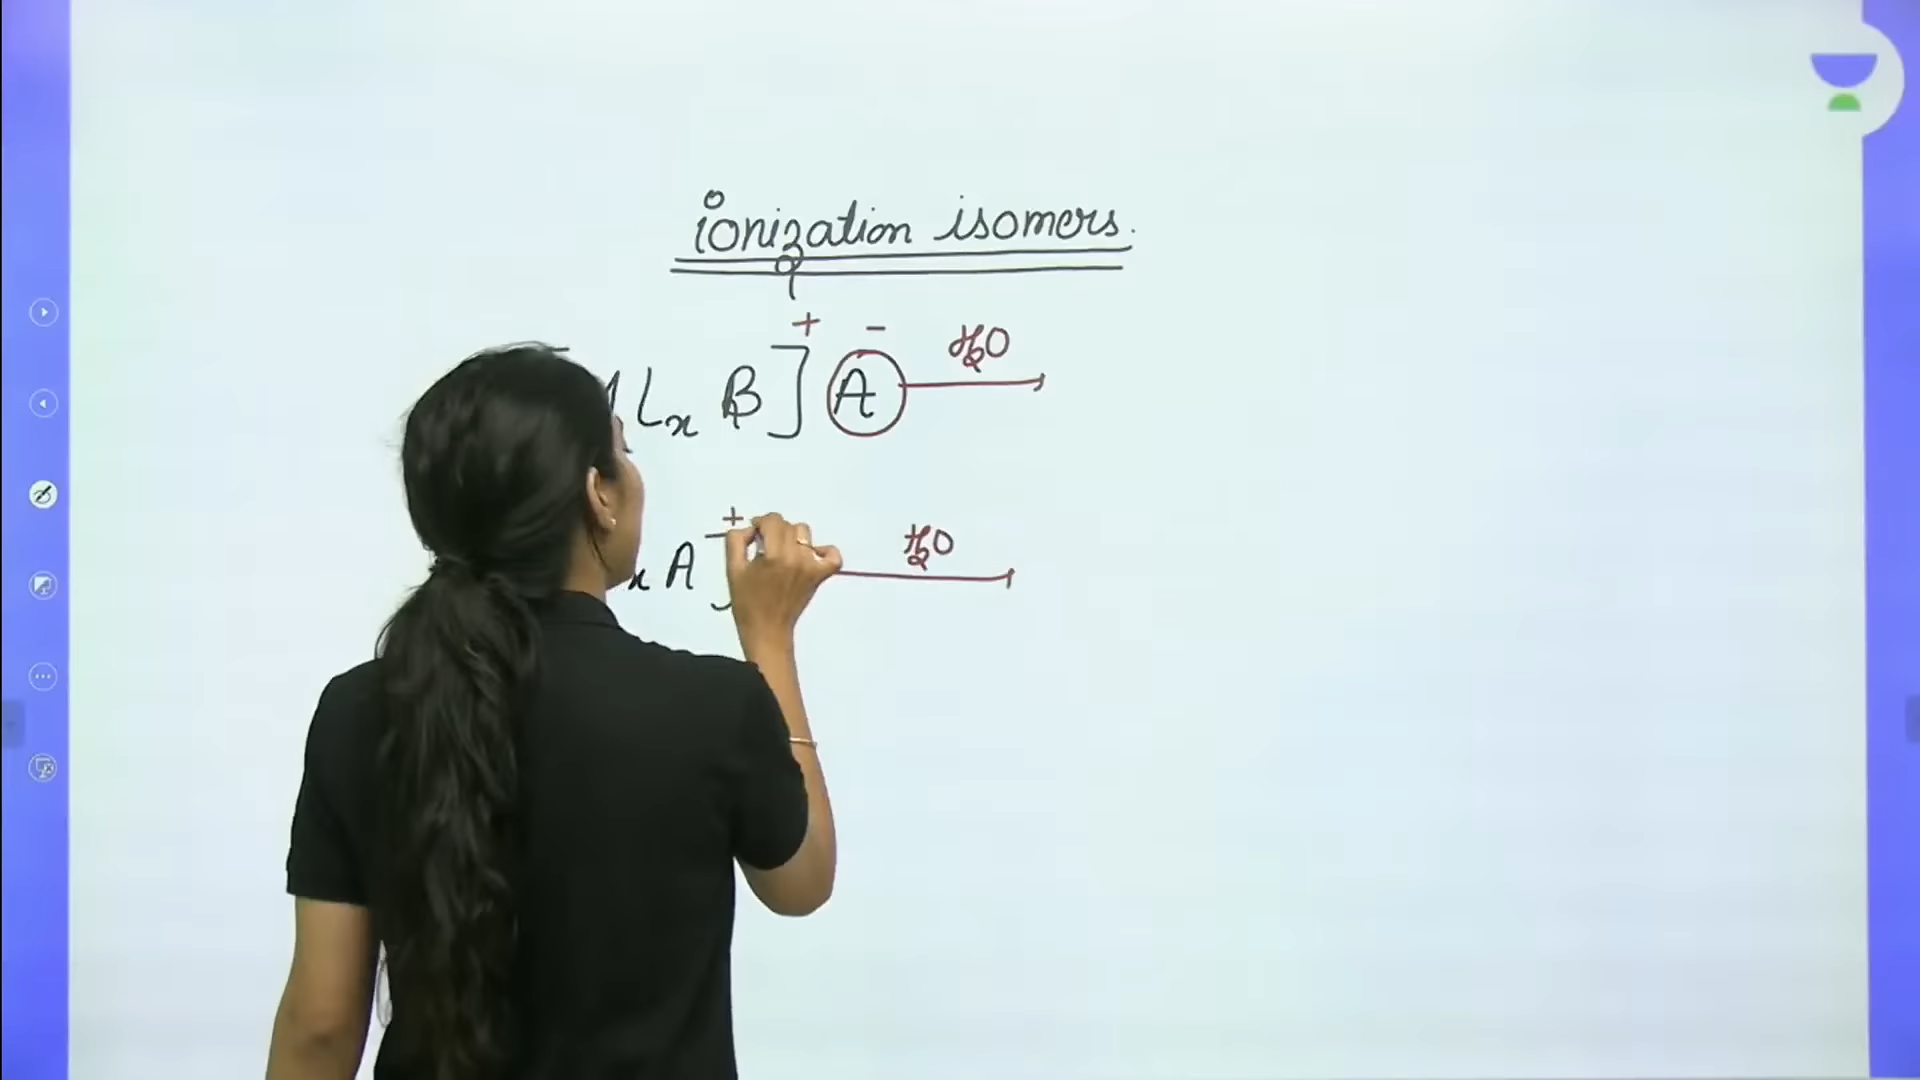 ionization isomers.
+ - H2O
Lx B] A
+ H2O
x A